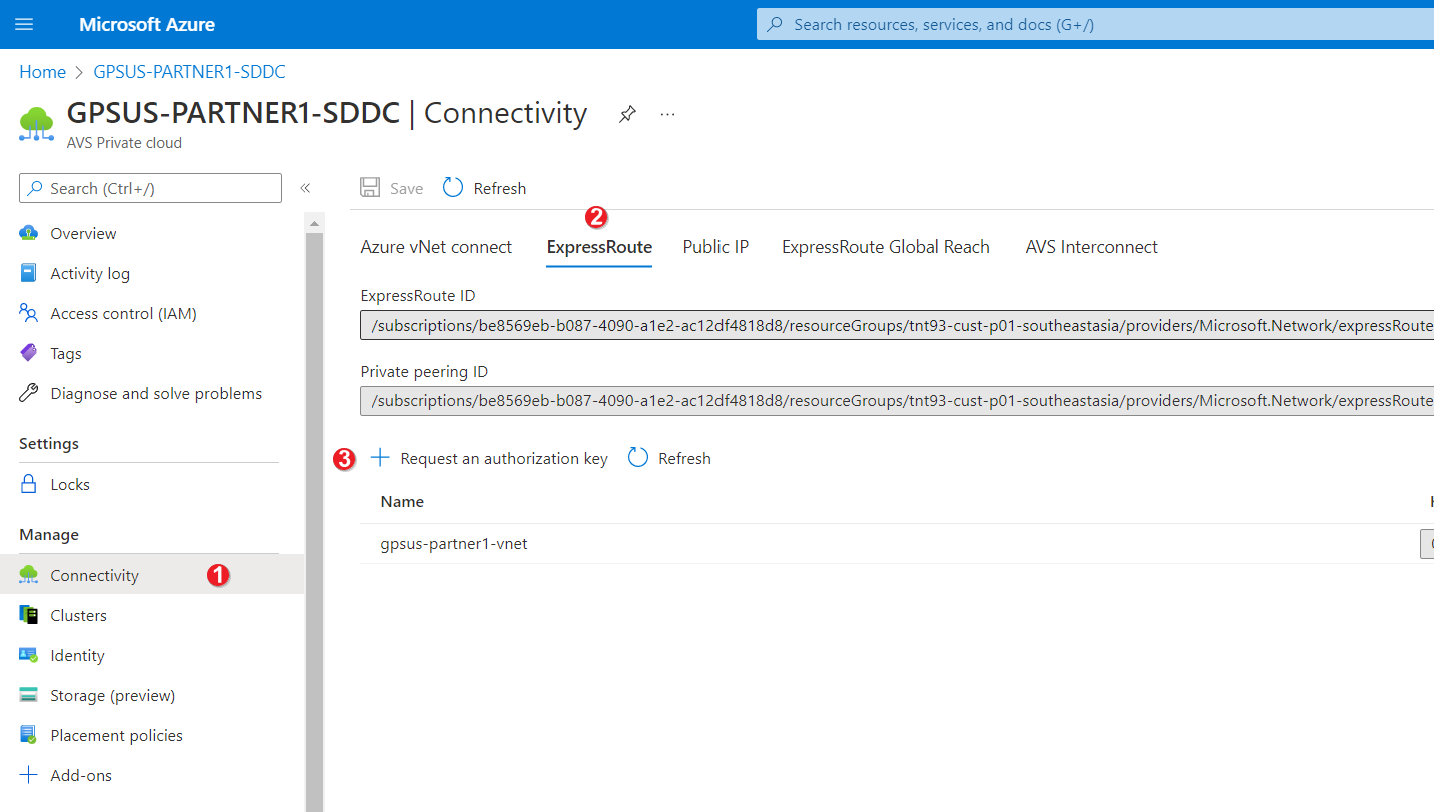 Microsoft Azure
Search resources, services, and docs (G+/)
Home > GPSUS-PARTNER1-SDDC
GPSUS-PARTNER1-SDDC | Connectivity ...
AVS Private cloud
Search (Ctrl+/) «
Save Refresh
2
Overview
Activity log
Access control (IAM)
Tags
Diagnose and solve problems
Settings
Locks
Manage
Connectivity 1
Clusters
Identity
Storage (preview)
Placement policies
Add-ons
Azure vNet connect ExpressRoute Public IP ExpressRoute Global Reach AVS Interconnect
ExpressRoute ID
/subscriptions/be8569eb-b087-4090-a1e2-ac12df4818d8/resourceGroups/tnt93-cust-p01-southeastasia/providers/Microsoft.Network/expressRoute
Private peering ID
/subscriptions/be8569eb-b087-4090-a1e2-ac12df4818d8/resourceGroups/tnt93-cust-p01-southeastasia/providers/Microsoft.Network/expressRoute
3 + Request an authorization key Refresh
Name
gpsus-partner1-vnet